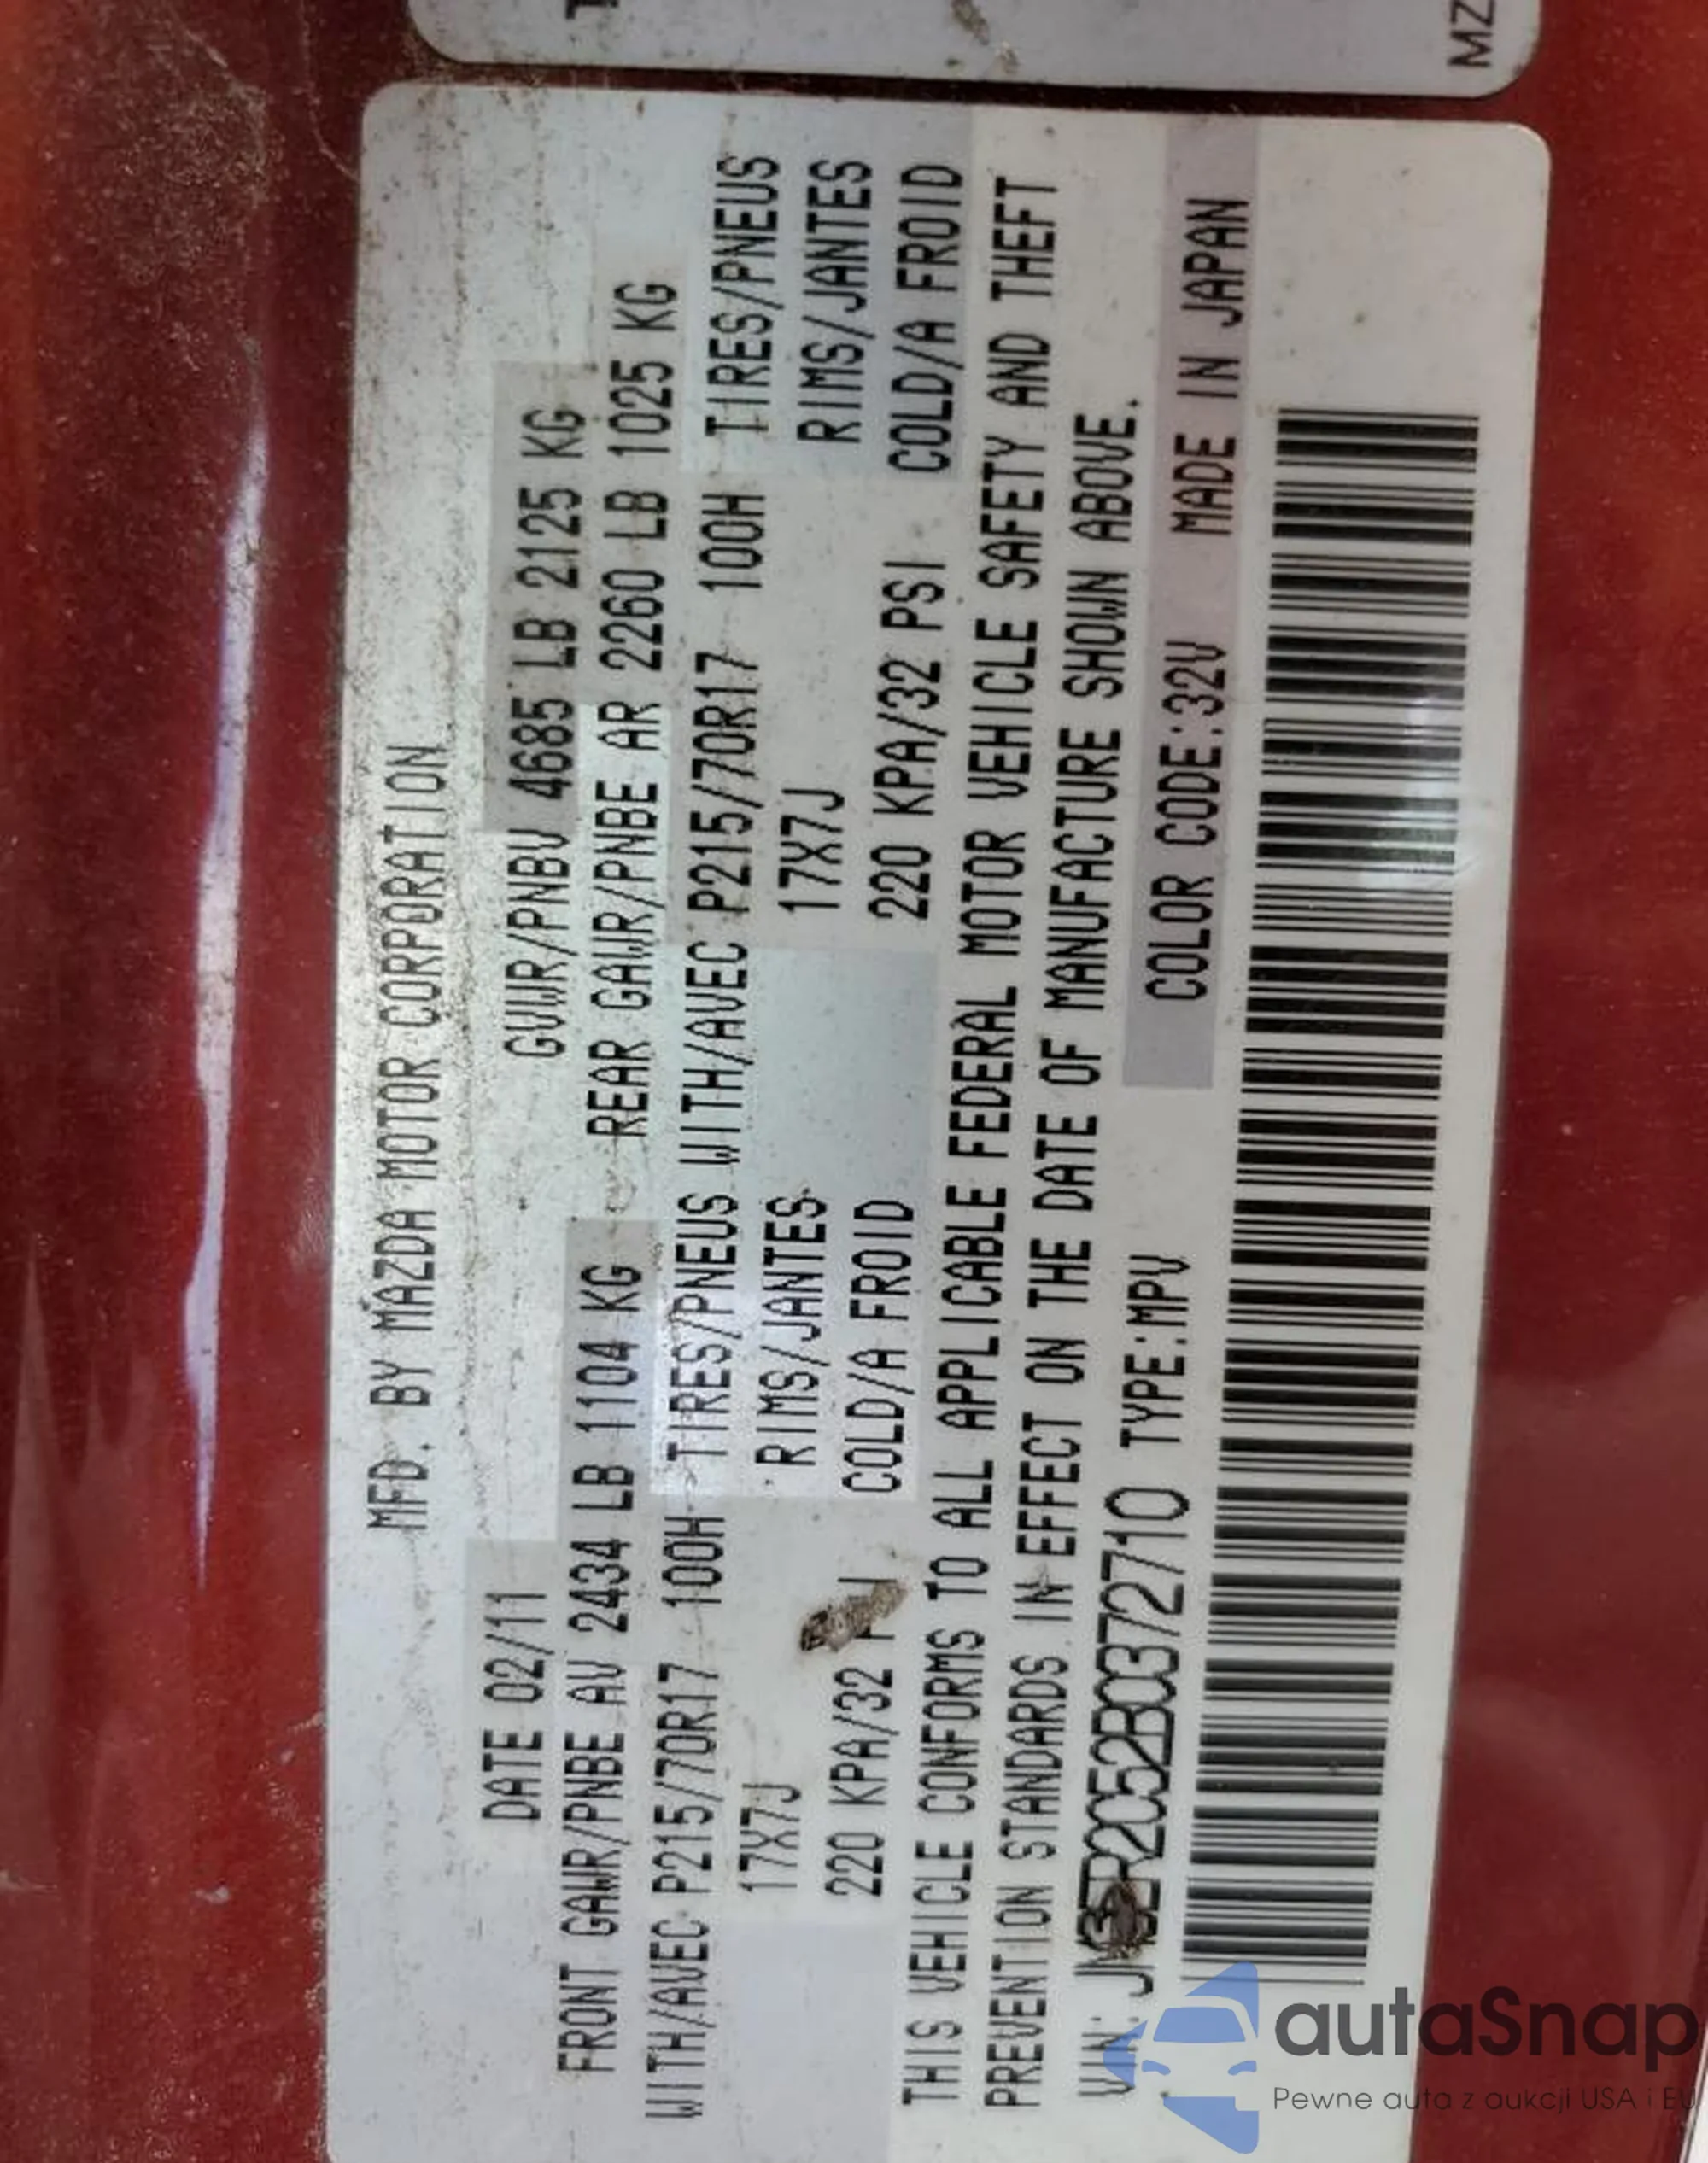 MZ
MFD. BY MAZDA MOTOR CORPORATION
DATE 02/11 GVWR/PNBV 4685 LB 2125 KG
FRONT GAWR/PNBE AV 2434 LB 1104 KG REAR GAWR/PNBE AR 2260 LB 1025 KG
WITH/AVEC P215/70R17 100H TIRES/PNEUS WITH/AVEC P215/70R17 100H TIRES/PNEUS
17X7J RIMS/JANTES 17X7J RIMS/JANTES
220 KPA/32 COLD/A FROID 220 KPA/32 PSI COLD/A FROID
THIS VEHICLE CONFORMS TO ALL APPLICABLE FEDERAL MOTOR VEHICLE SAFETY AND THEFT
PREVENTION STANDARDS IN EFFECT ON THE DATE OF MANUFACTURE SHOWN ABOVE.
VIN: JM3ER2C52B0372710 TYPE:MPV COLOR CODE:32V MADE IN JAPAN
autaSnap
Pewne auta z aukcji USA i EU